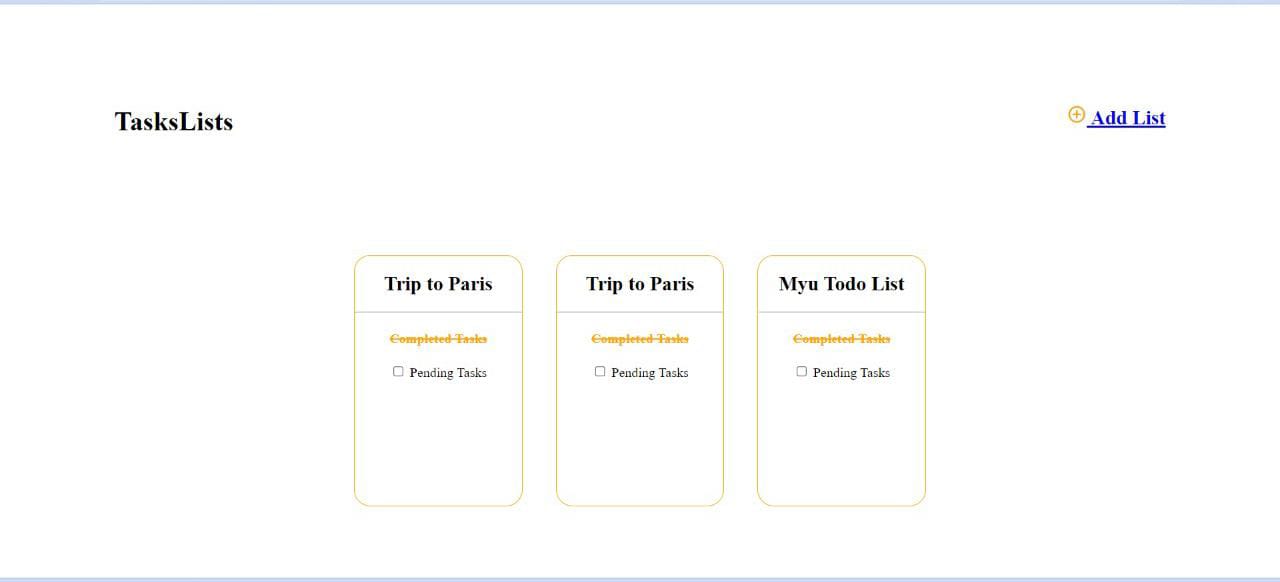 TasksLists
Add List
Trip to Paris
Completed Tasks
Pending Tasks
Trip to Paris
Completed Tasks
Pending Tasks
Myu Todo List
Completed Tasks
Pending Tasks